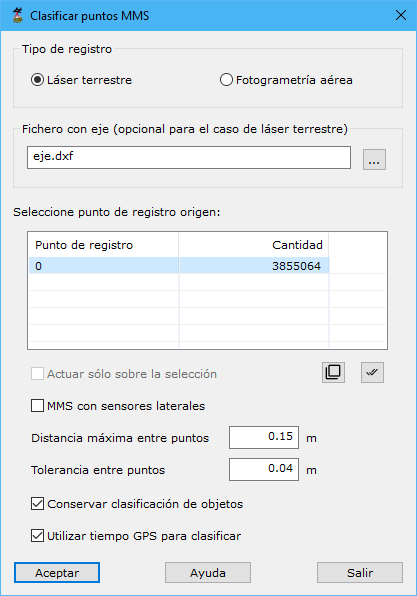 Clasificar puntos MMS
Tipo de registro
Láser terrestre
Fotogrametría aérea
Fichero con eje (opcional para el caso de láser terrestre)
eje.dxf
...
Seleccione punto de registro origen:
Punto de registro Cantidad
0 3855064
Actuar sólo sobre la selección
MMS con sensores laterales
Distancia máxima entre puntos 0.15 m
Tolerancia entre puntos 0.04 m
Conservar clasificación de objetos
Utilizar tiempo GPS para clasificar
Aceptar Ayuda Salir